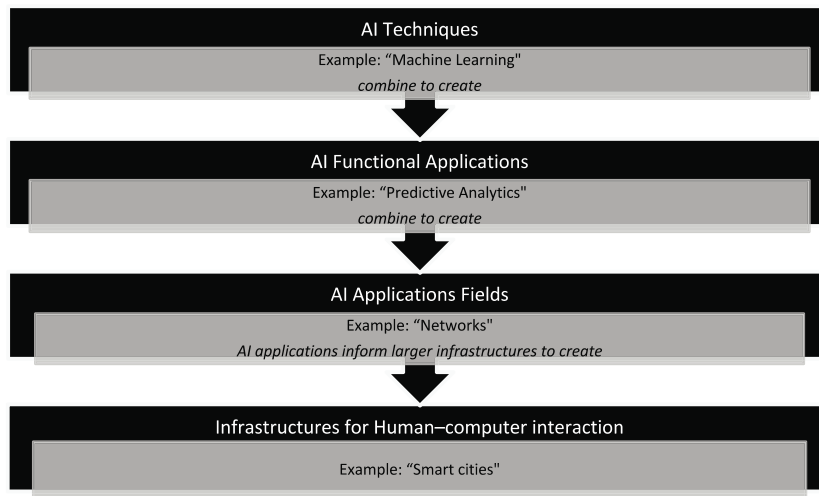 AI Techniques
Example: “Machine Learning"
combine to create
AI Functional Applications
Example: “Predictive Analytics"
combine to create
AI Applications Fields
Example: “Networks"
AI applications inform larger infrastructures to create
Infrastructures for Human–computer interaction
Example: “Smart cities"